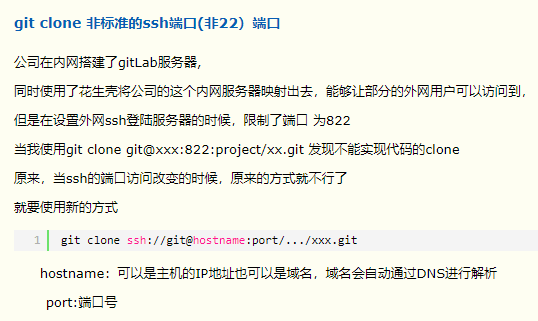 git clone 非标准的ssh端口(非22）端口
公司在内网搭建了gitLab服务器,
同时使用了花生壳将公司的这个内网服务器映射出去，能够让部分的外网用户可以访问到，
但是在设置外网ssh登陆服务器的时候，限制了端口 为822
当我使用git clone git@xxx:822:project/xx.git 发现不能实现代码的clone
原来，当ssh的端口访问改变的时候，原来的方式就不行了
就要使用新的方式
1 git clone ssh://git@hostname:port/.../xxx.git
hostname：可以是主机的IP地址也可以是域名，域名会自动通过DNS进行解析
port:端口号